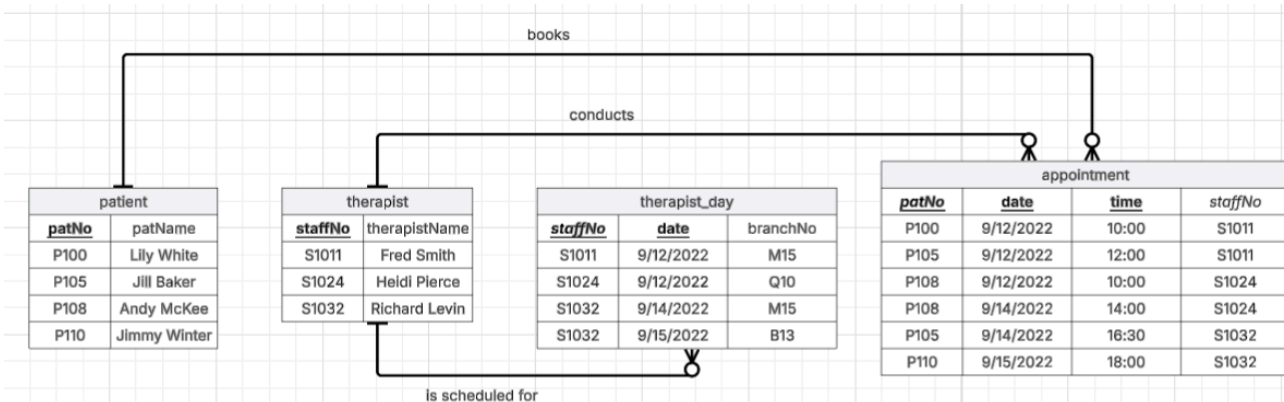 books
conducts
patient
patNo patName
P100 Lily White
P105 Jill Baker
P108 Andy McKee
P110 Jimmy Winter
therapist
staffNo therapistName
S1011 Fred Smith
S1024 Heidi Pierce
S1032 Richard Levin
therapist_day
staffNo date branchNo
S1011 9/12/2022 M15
S1024 9/12/2022 Q10
S1032 9/14/2022 M15
S1032 9/15/2022 B13
appointment
patNo date time staffNo
P100 9/12/2022 10:00 S1011
P105 9/12/2022 12:00 S1011
P108 9/12/2022 10:00 S1024
P108 9/14/2022 14:00 S1024
P105 9/14/2022 16:30 S1032
P110 9/15/2022 18:00 S1032
is scheduled for